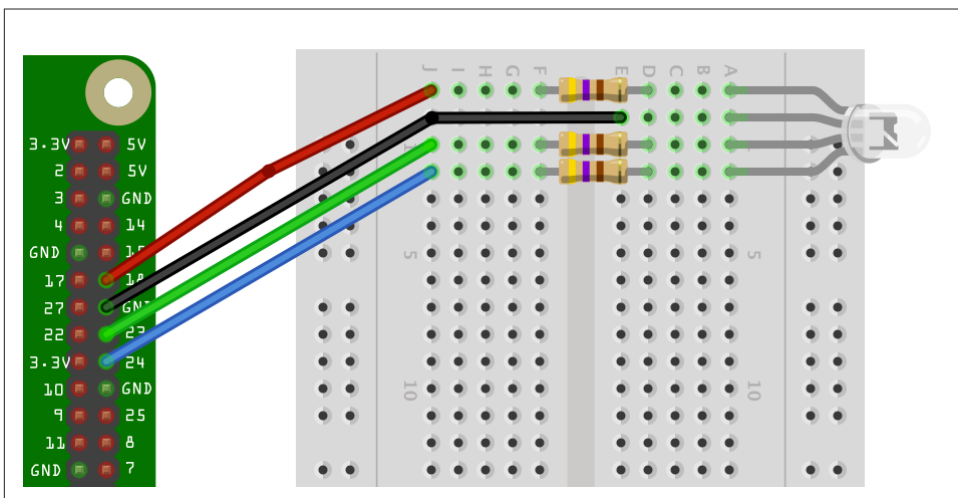 J I H G F E D C B A
3.3V 5V
2 5V
3 GND
4 14
GND 15
17 18
27 GND
22 23
3.3V 24
10 GND
9 25
11 8
GND 7
5 5
10 10